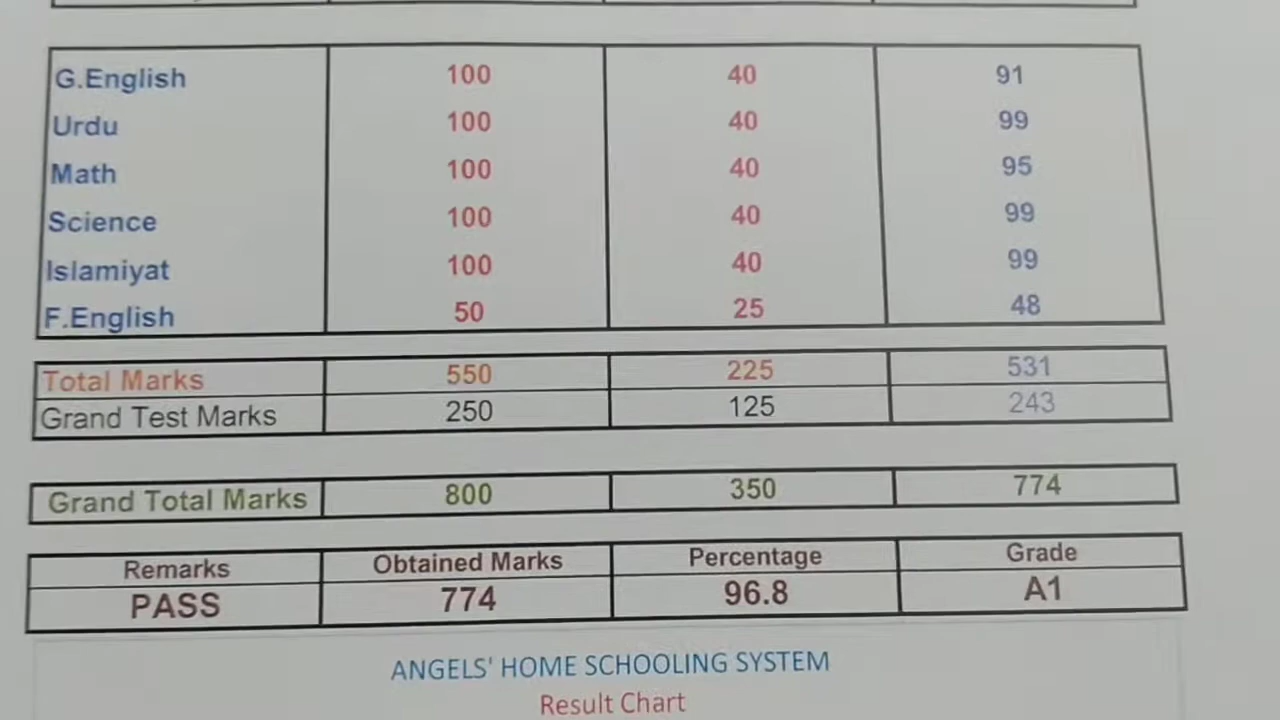 G.English 100 40 91
Urdu 100 40 99
Math 100 40 95
Science 100 40 99
Islamiyat 100 40 99
F.English 50 25 48
Total Marks 550 225 531
Grand Test Marks 250 125 243
Grand Total Marks 800 350 774
Remarks Obtained Marks Percentage Grade
PASS 774 96.8 A1
ANGELS' HOME SCHOOLING SYSTEM
Result Chart